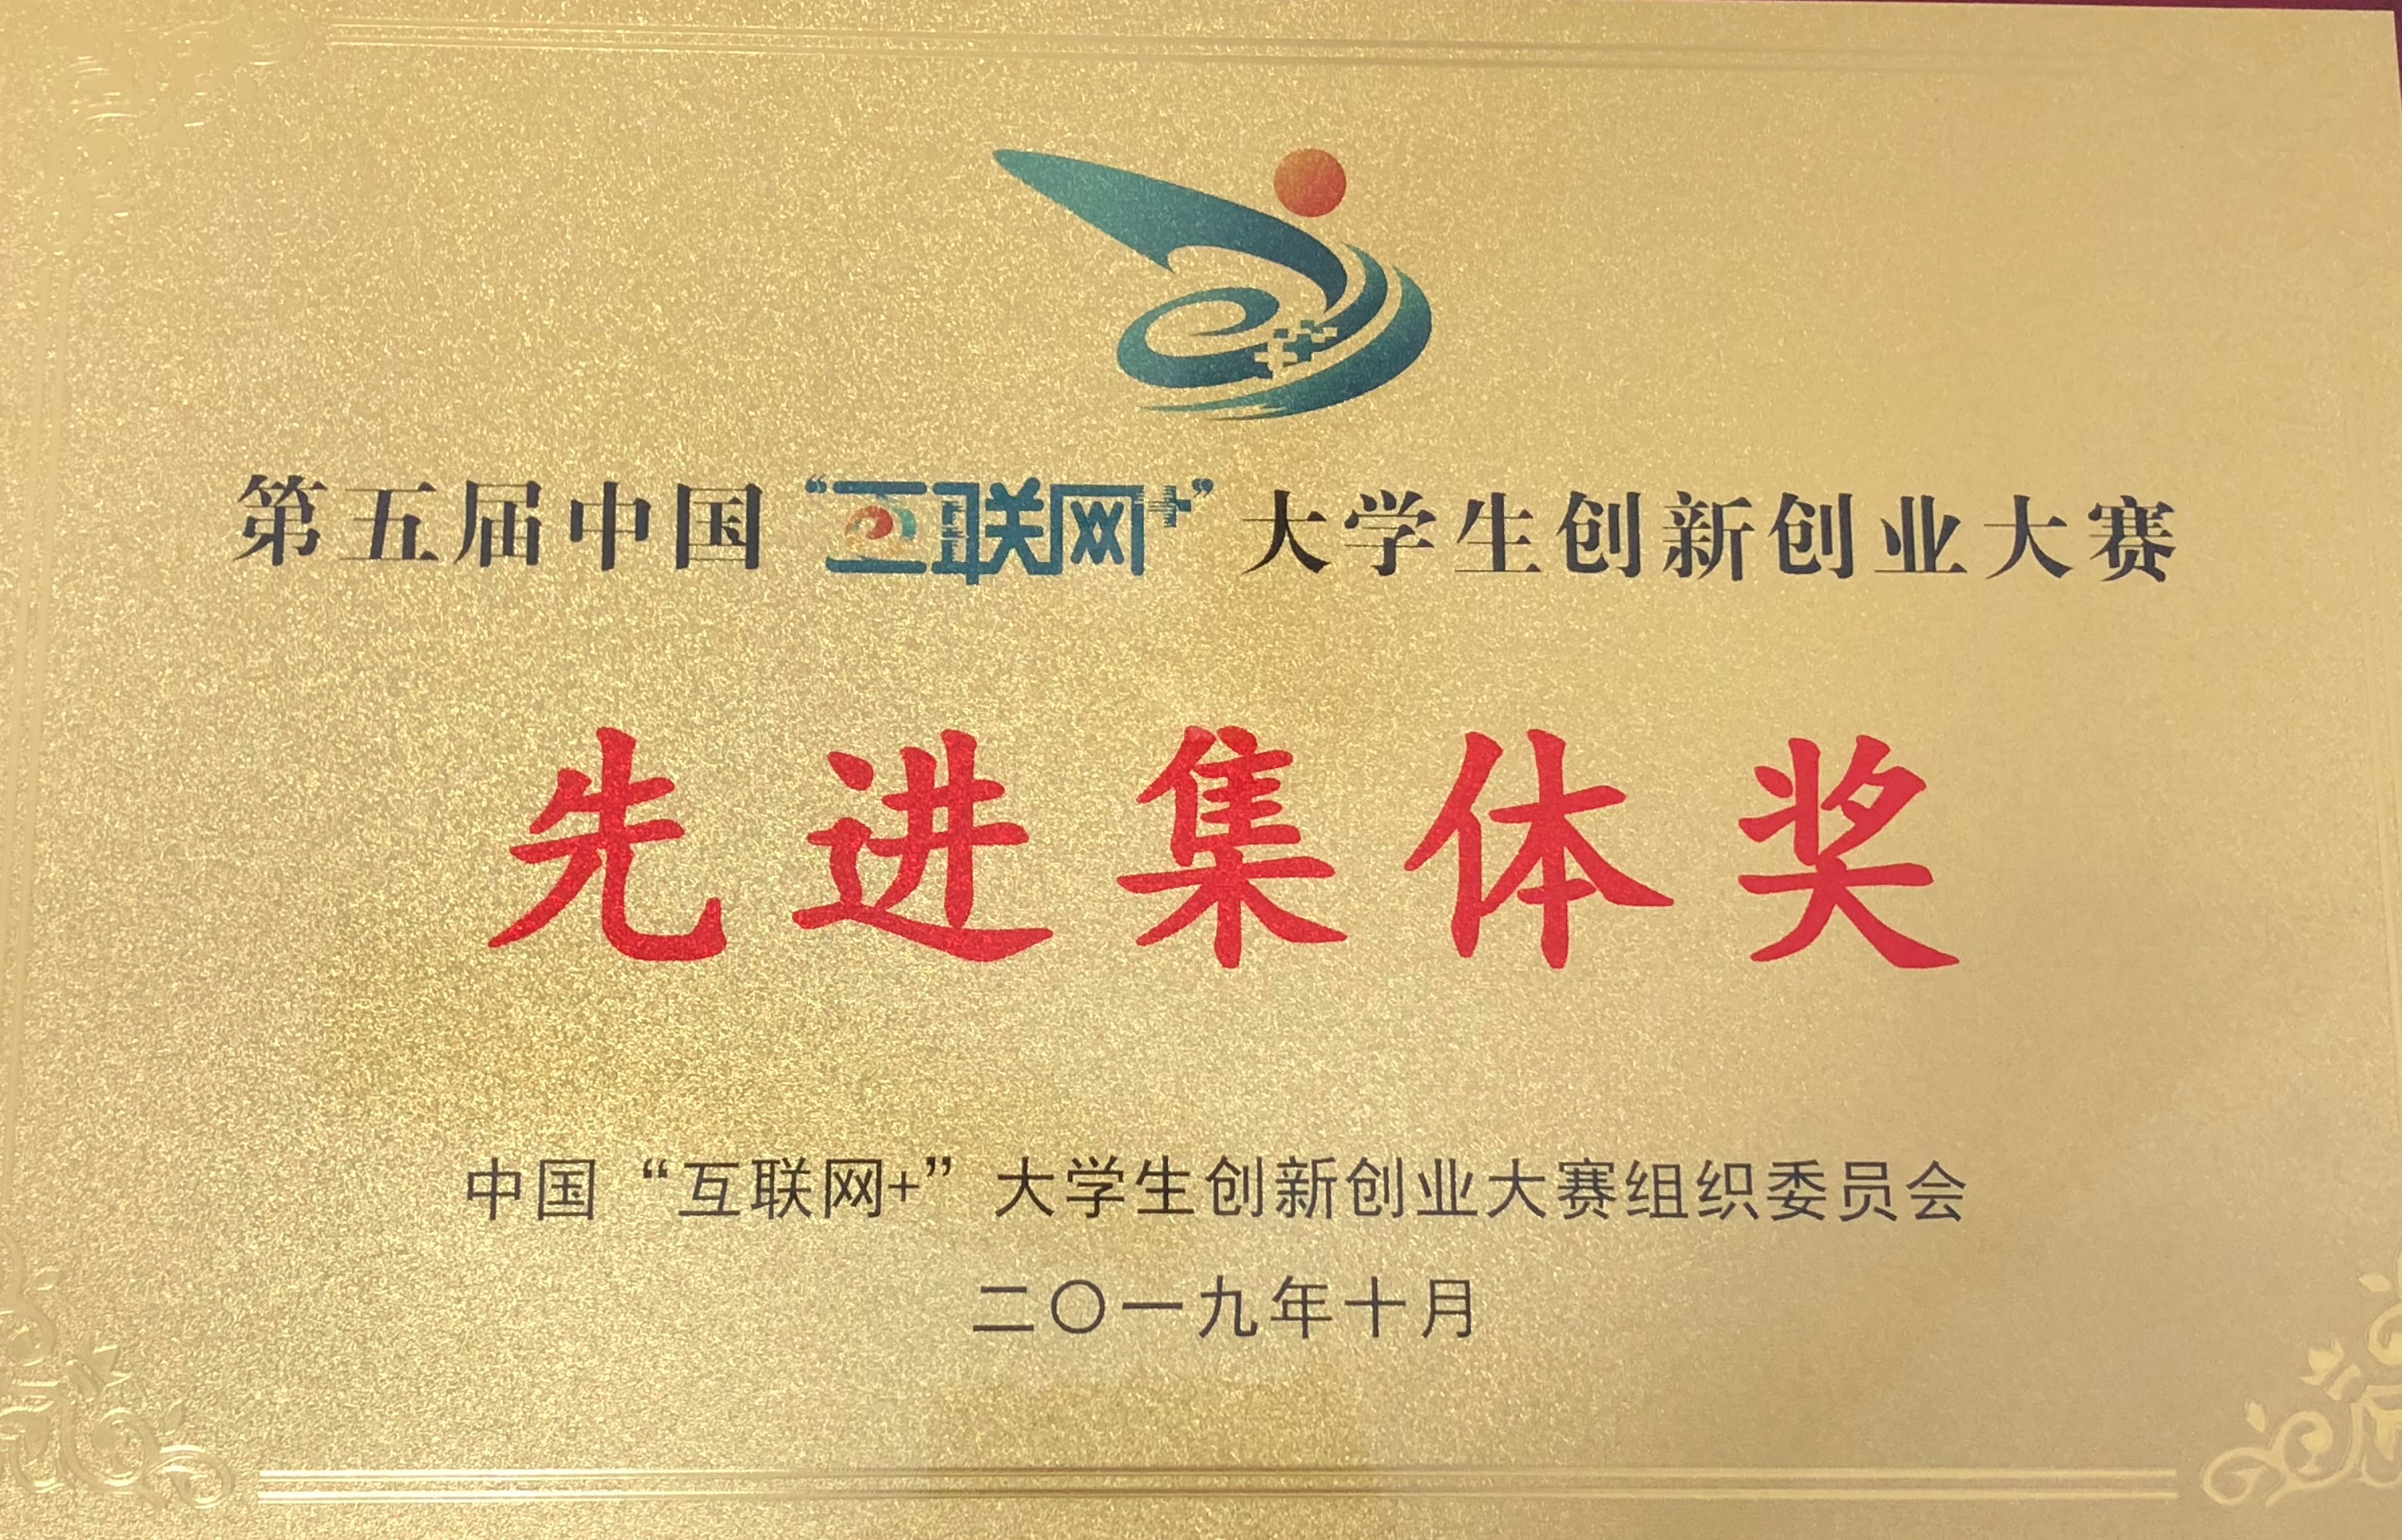 第五届中国“互联网+”大学生创新创业大赛
先进集体奖
中国“互联网+”大学生创新创业大赛组织委员会
二〇一九年十月